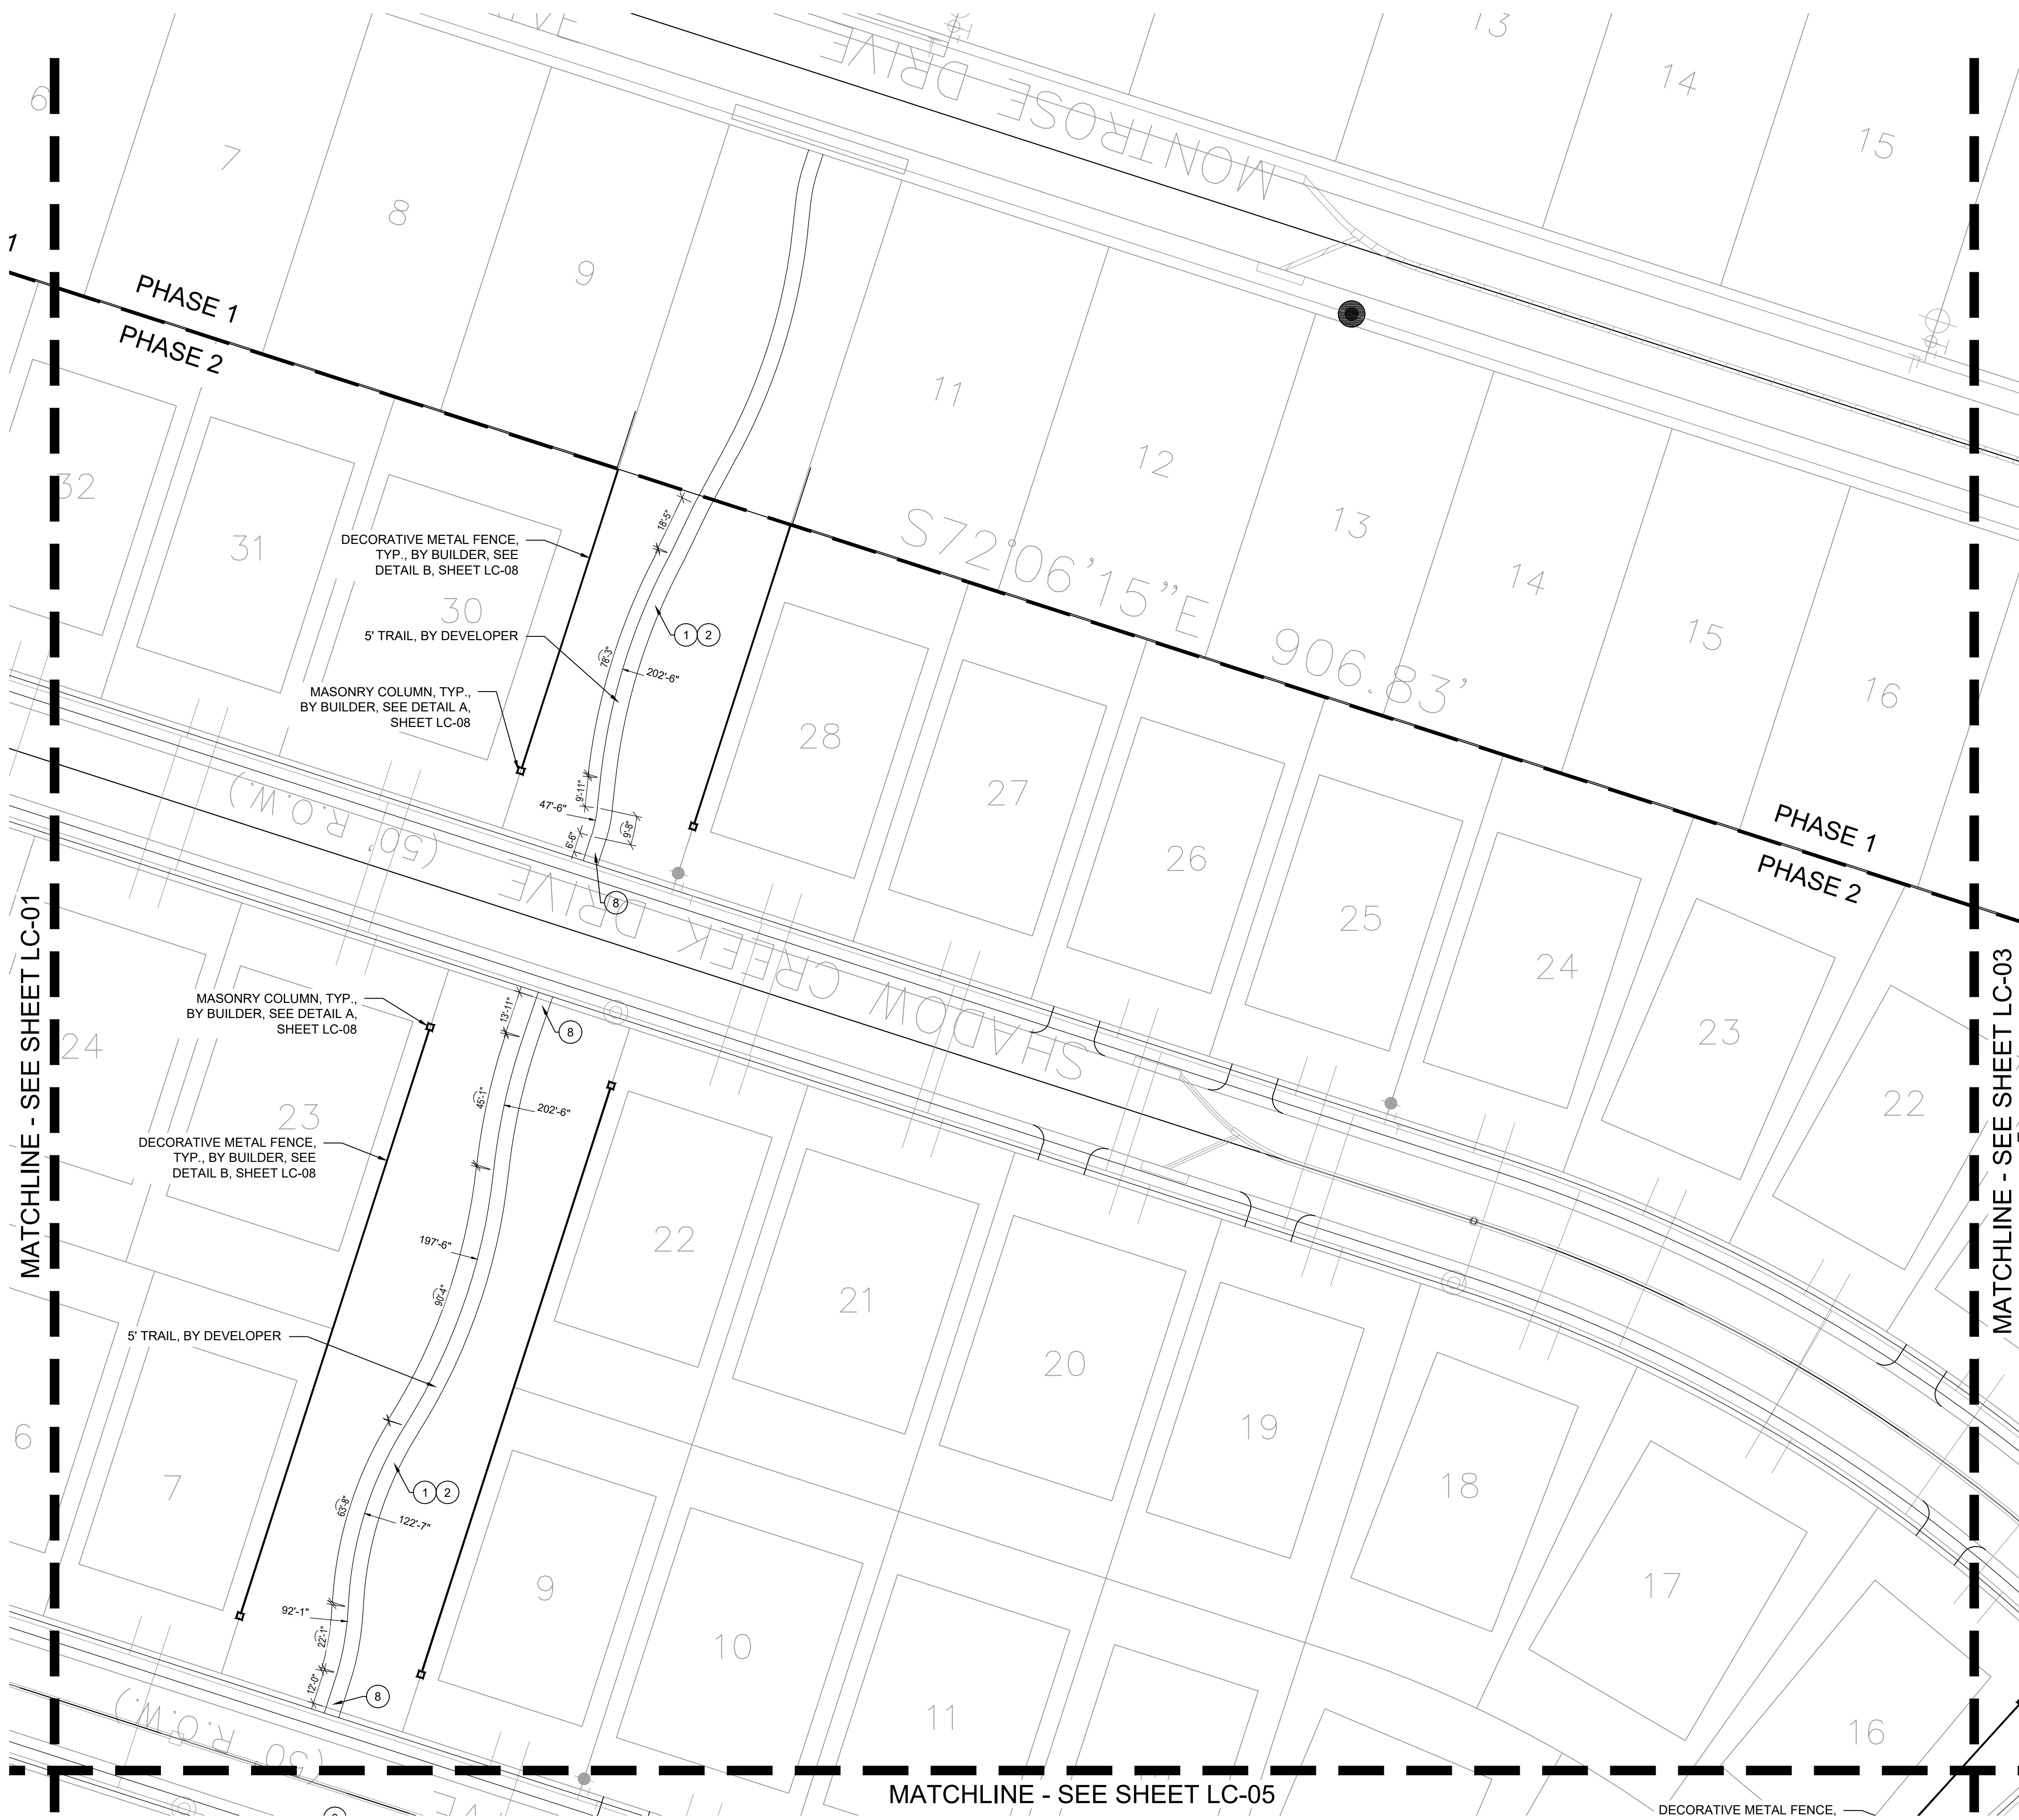 DRIVE
MONTROSE DRIVE
13
14
15
6
7
8
9
1
PHASE 1
PHASE 2
11
12
13
14
15
16
S72°06'15"E 906.83'
32
31
30
DECORATIVE METAL FENCE,
TYP., BY BUILDER, SEE
DETAIL B, SHEET LC-08
18'-5"
1 2
5' TRAIL, BY DEVELOPER
78'-3"
202'-6"
MASONRY COLUMN, TYP.,
BY BUILDER, SEE DETAIL A,
SHEET LC-08
9'-11"
47'-6"
6'-6"
9'-8"
8
28
27
26
25
24
23
22
PHASE 1
PHASE 2
SHADOW CREEK DRIVE (50' R.O.W.)
MATCHLINE - SEE SHEET LC-01
MATCHLINE - SEE SHEET LC-03
MASONRY COLUMN, TYP.,
BY BUILDER, SEE DETAIL A,
SHEET LC-08
13'-11"
8
24
23
45'-1"
202'-6"
DECORATIVE METAL FENCE,
TYP., BY BUILDER, SEE
DETAIL B, SHEET LC-08
197'-6"
90'-4"
22
21
20
19
18
17
16
5' TRAIL, BY DEVELOPER
6
7
1 2
63'-8"
122'-7"
9
10
11
92'-1"
22'-1"
12'-0"
8
(50' R.O.W.)
MATCHLINE - SEE SHEET LC-05
DECORATIVE METAL FENCE,